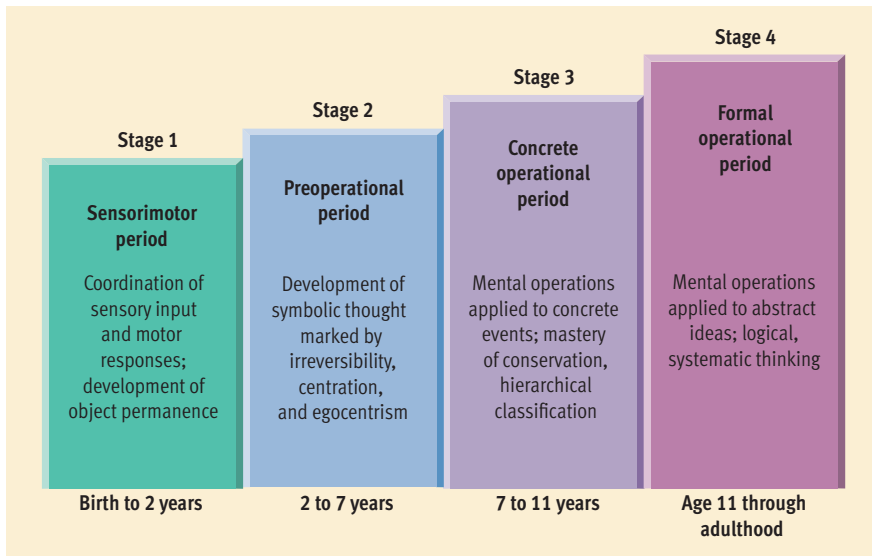 Stage 1
Sensorimotor
period
Coordination of
sensory input
and motor
responses;
development of
object permanence
Birth to 2 years
Stage 2
Preoperational
period
Development of
symbolic thought
marked by
irreversibility,
centration,
and egocentrism
2 to 7 years
Stage 3
Concrete
operational
period
Mental operations
applied to concrete
events; mastery
of conservation,
hierarchical
classification
7 to 11 years
Stage 4
Formal
operational
period
Mental operations
applied to abstract
ideas; logical,
systematic thinking
Age 11 through
adulthood